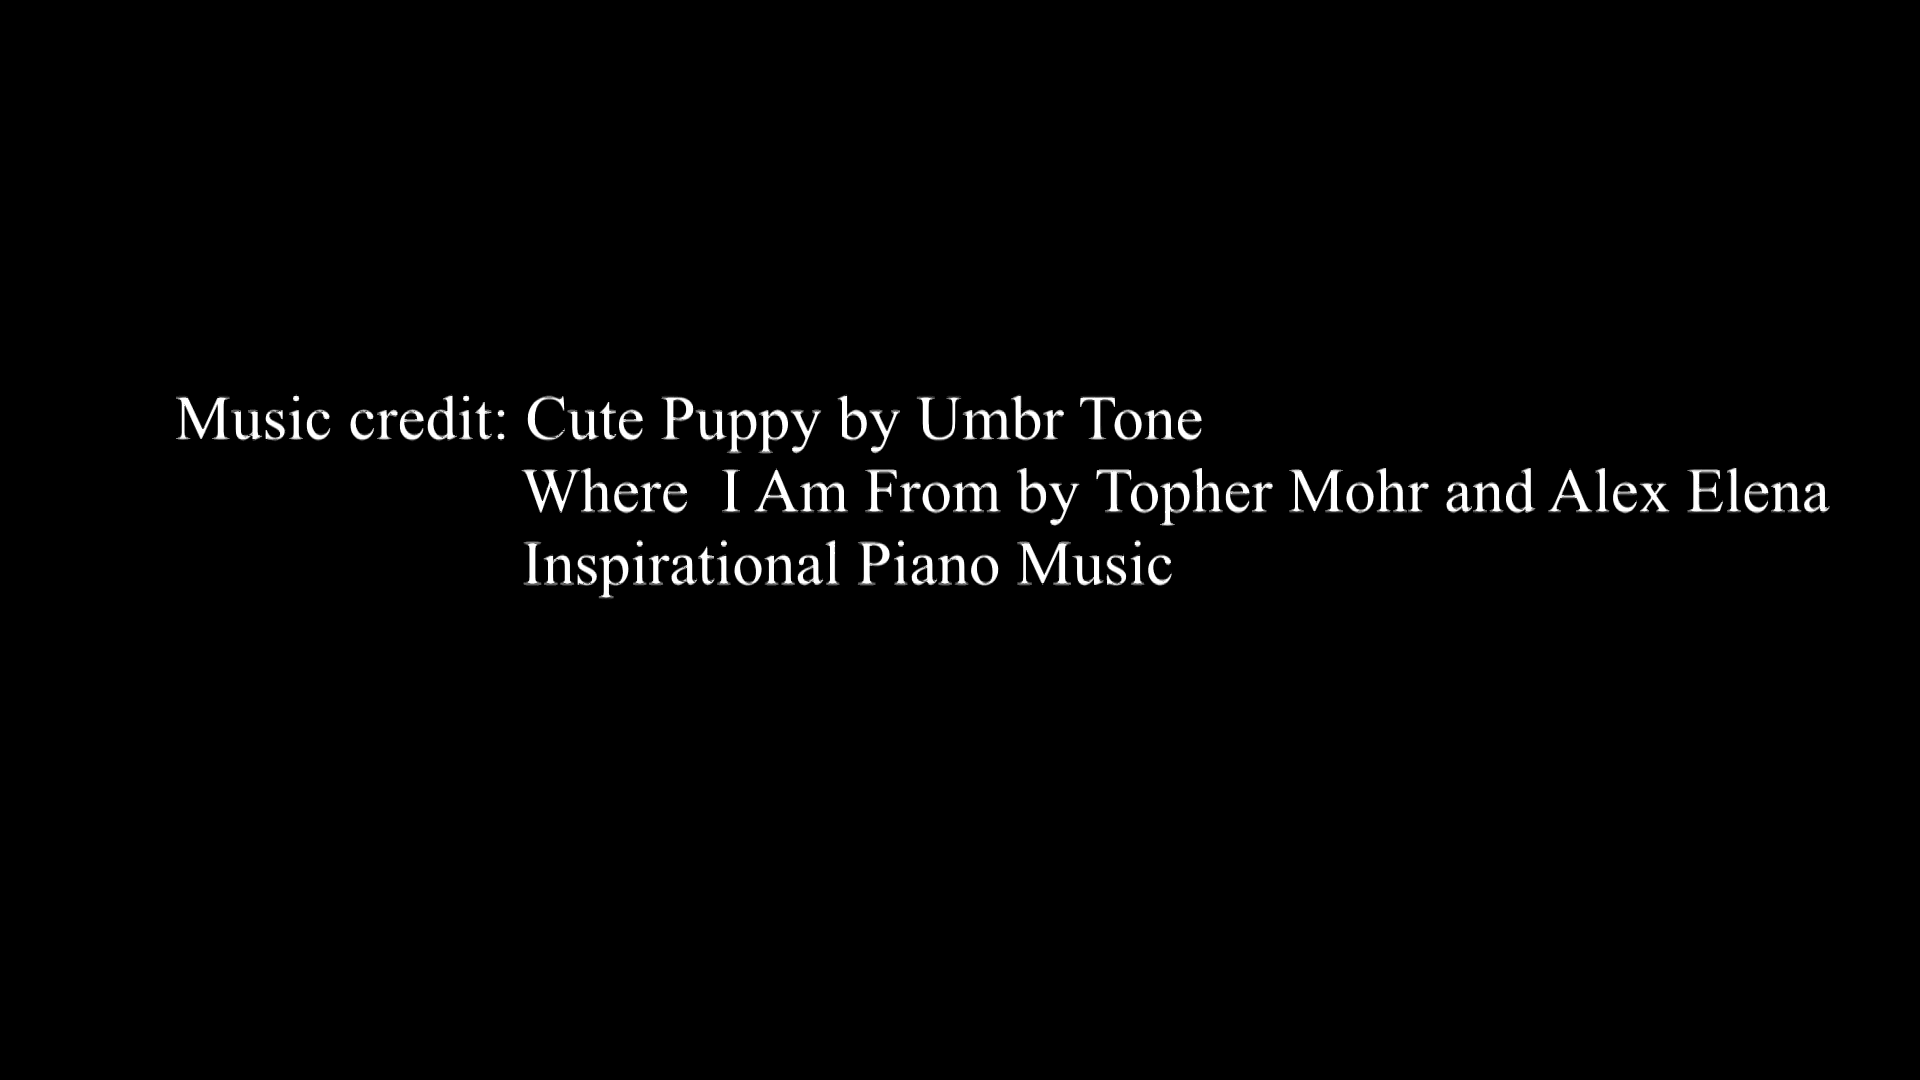 Music credit: Cute Puppy by Umbr Tone
Where  I Am From by Topher Mohr and Alex Elena
Inspirational Piano Music